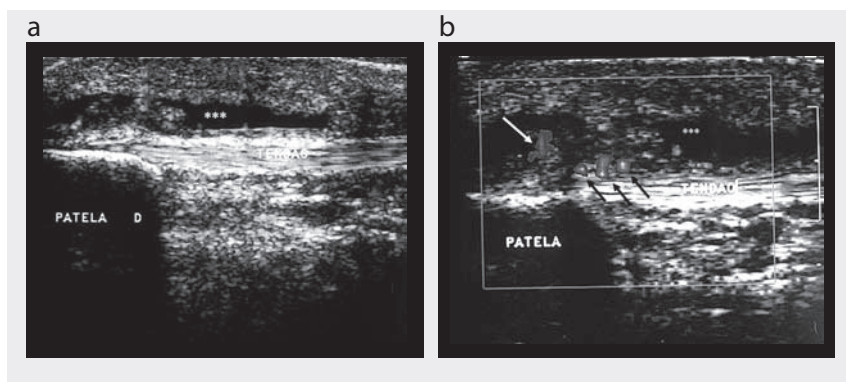 a
b
***
TENDAO
PATELA D
***
TENDAO
PATELA